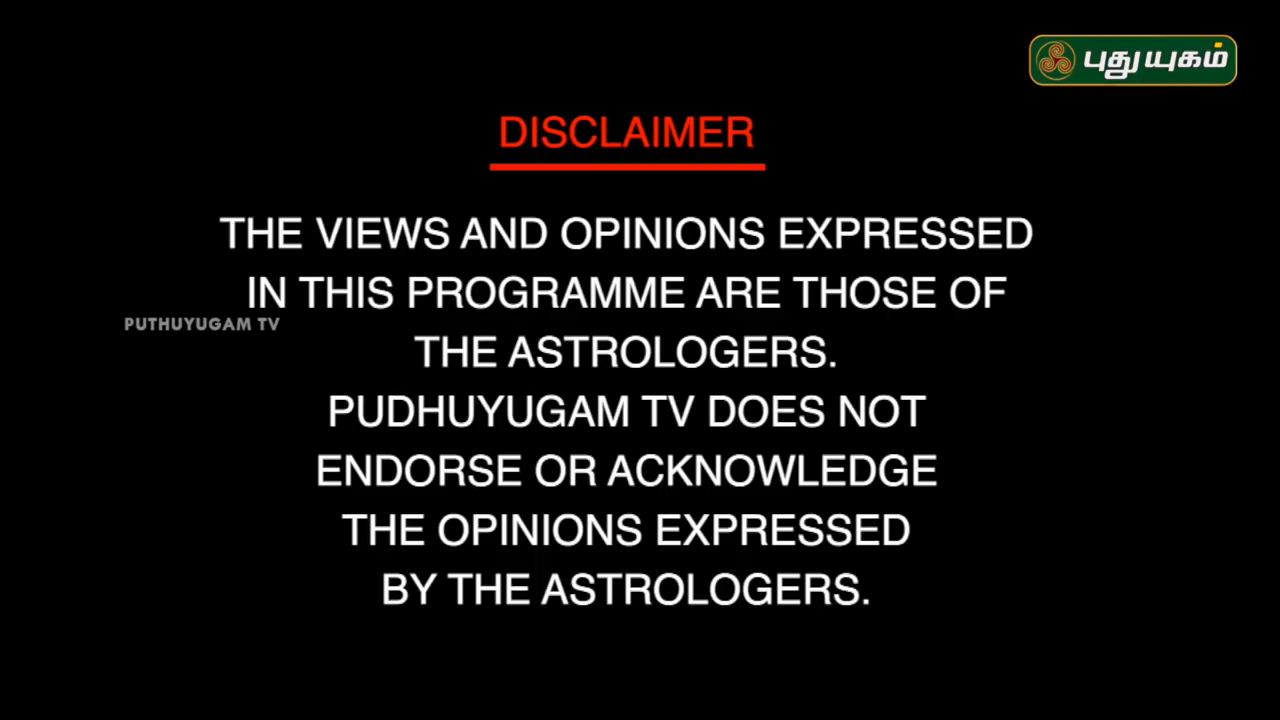 புதுயுகம்
DISCLAIMER
THE VIEWS AND OPINIONS EXPRESSED
IN THIS PROGRAMME ARE THOSE OF
PUTHUYUGAM TV
THE ASTROLOGERS.
PUDHUYUGAM TV DOES NOT
ENDORSE OR ACKNOWLEDGE
THE OPINIONS EXPRESSED
BY THE ASTROLOGERS.